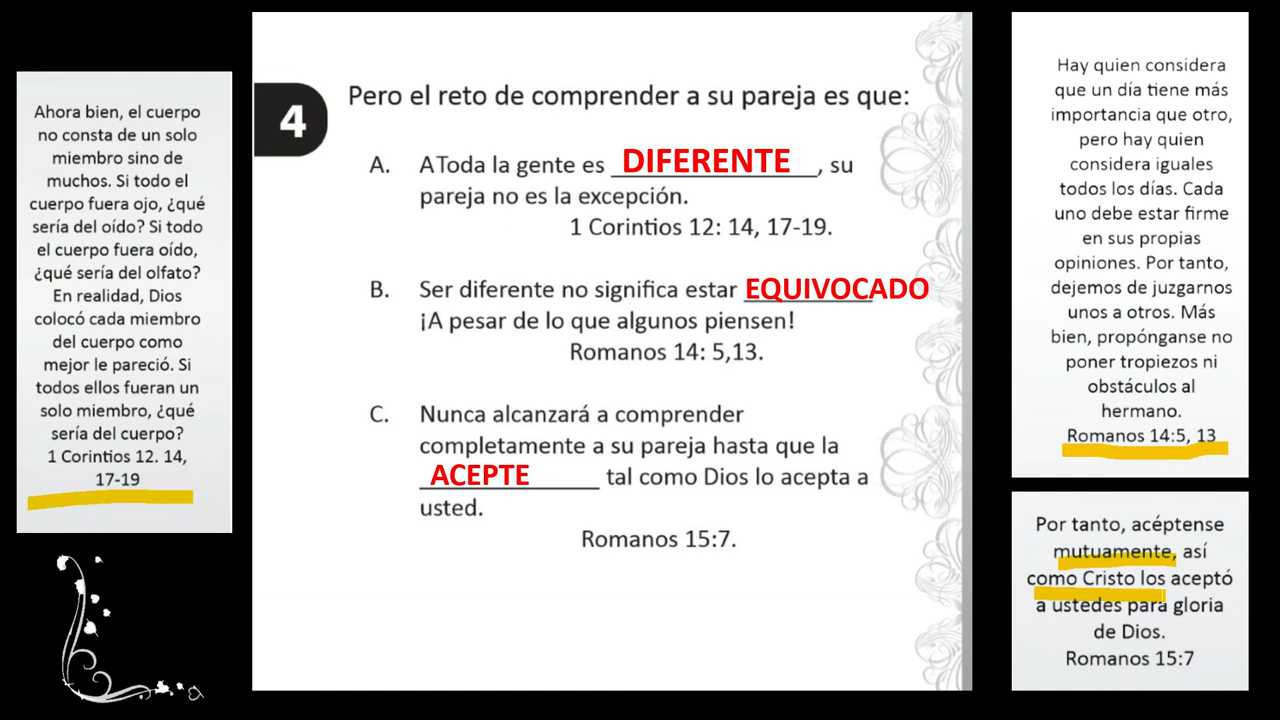 Ahora bien, el cuerpo
no consta de un solo
miembro sino de
muchos. Si todo el
cuerpo fuera ojo, ¿qué
sería del oído? Si todo
el cuerpo fuera oído,
¿qué sería del olfato?
En realidad, Dios
colocó cada miembro
del cuerpo como
mejor le pareció. Si
todos ellos fueran un
solo miembro, ¿qué
sería del cuerpo?
1 Corintios 12. 14,
17-19
4
Pero el reto de comprender a su pareja es que:
A. AToda la gente es DIFERENTE, su
pareja no es la excepción.
1 Corintios 12: 14, 17-19.
B. Ser diferente no significa estar EQUIVOCADO
¡A pesar de lo que algunos piensen!
Romanos 14: 5,13.
C. Nunca alcanzará a comprender
completamente a su pareja hasta que la
ACEPTE tal como Dios lo acepta a
usted.
Romanos 15:7.
Hay quien considera
que un día tiene más
importancia que otro,
pero hay quien
considera iguales
todos los días. Cada
uno debe estar firme
en sus propias
opiniones. Por tanto,
dejemos de juzgarnos
unos a otros. Más
bien, propónganse no
poner tropiezos ni
obstáculos al
hermano.
Romanos 14:5, 13
Por tanto, acéptense
mutuamente, así
como Cristo los aceptó
a ustedes para gloria
de Dios.
Romanos 15:7